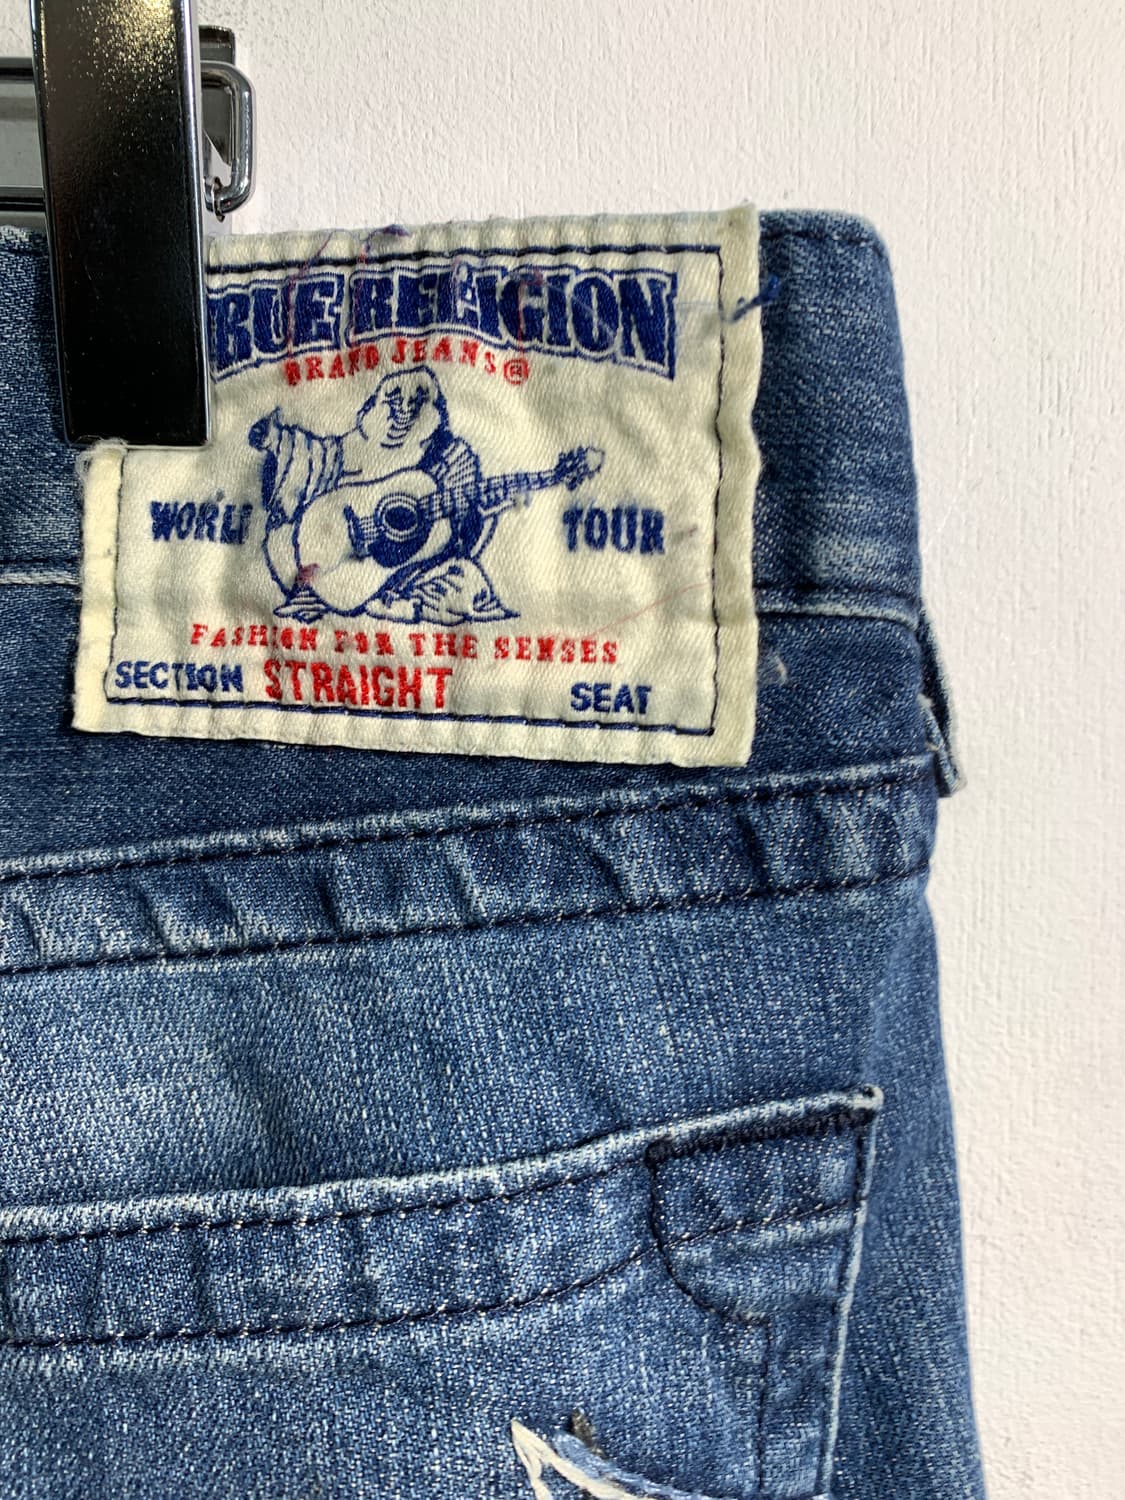 TRUE RELIGION
BRAND JEANS®
WORLD TOUR
FASHION FOR THE SENSES
SECTION STRAIGHT SEAT